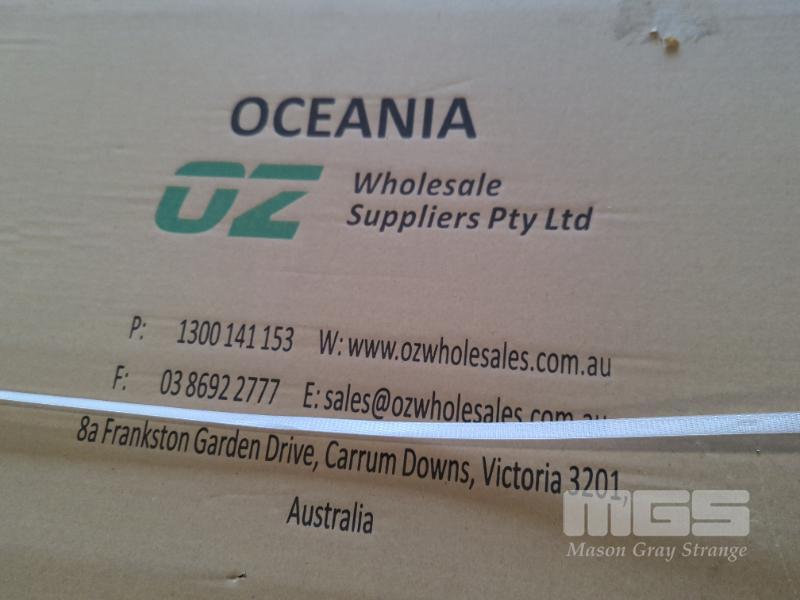 OCEANIA
OZ Wholesale
Suppliers Pty Ltd
P: 1300 141 153 W: www.ozwholesales.com.au
F: 03 8692 2777 E: sales@ozwholesales.com.au
8a Frankston Garden Drive, Carrum Downs, Victoria 3201,
Australia
MGS
Mason Gray Strange